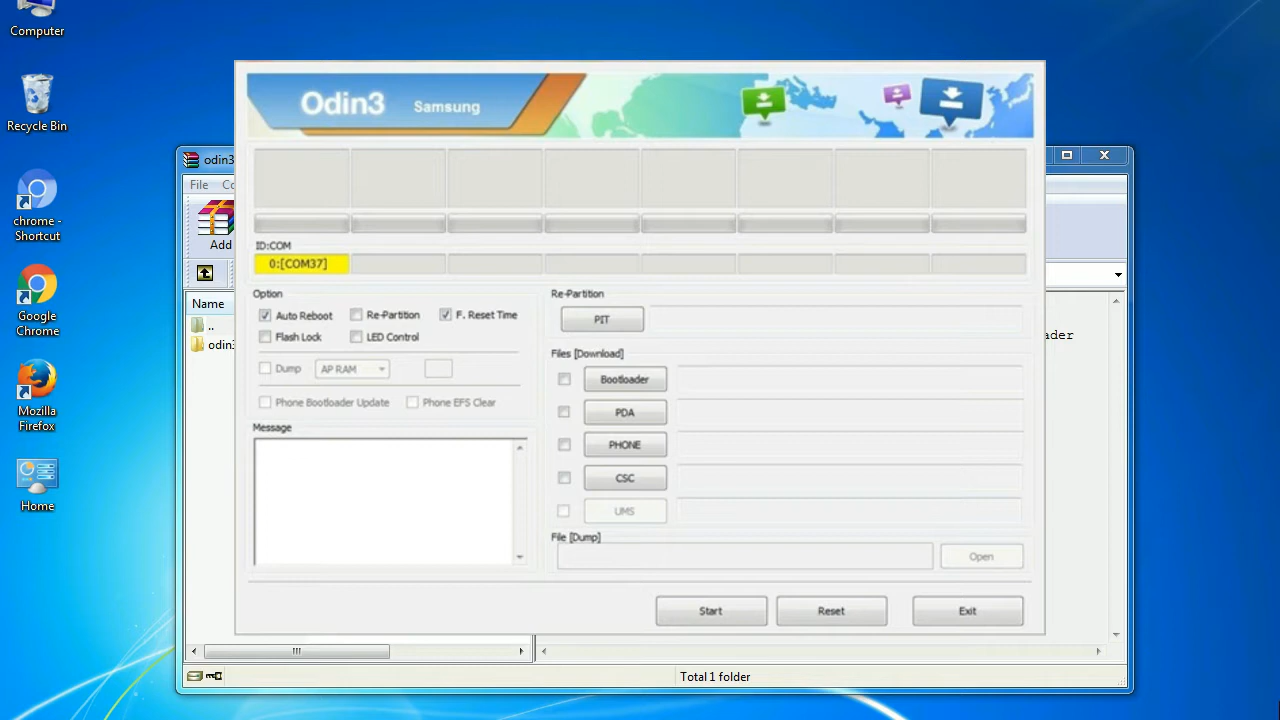 Computer
Recycle Bin
chrome -
Shortcut
Google
Chrome
Mozilla
Firefox
Home
odin3
File Co
Add
Name
..
odin3
ader
Total 1 folder
Odin3 Samsung
ID:COM
0:[COM37]
Option
Auto Reboot Re-Partition F. Reset Time
Flash Lock LED Control
Dump AP RAM
Phone Bootloader Update Phone EFS Clear
Message
Re-Partition
PIT
Files [Download]
Bootloader
PDA
PHONE
CSC
UMS
File [Dump]
Open
Start Reset Exit